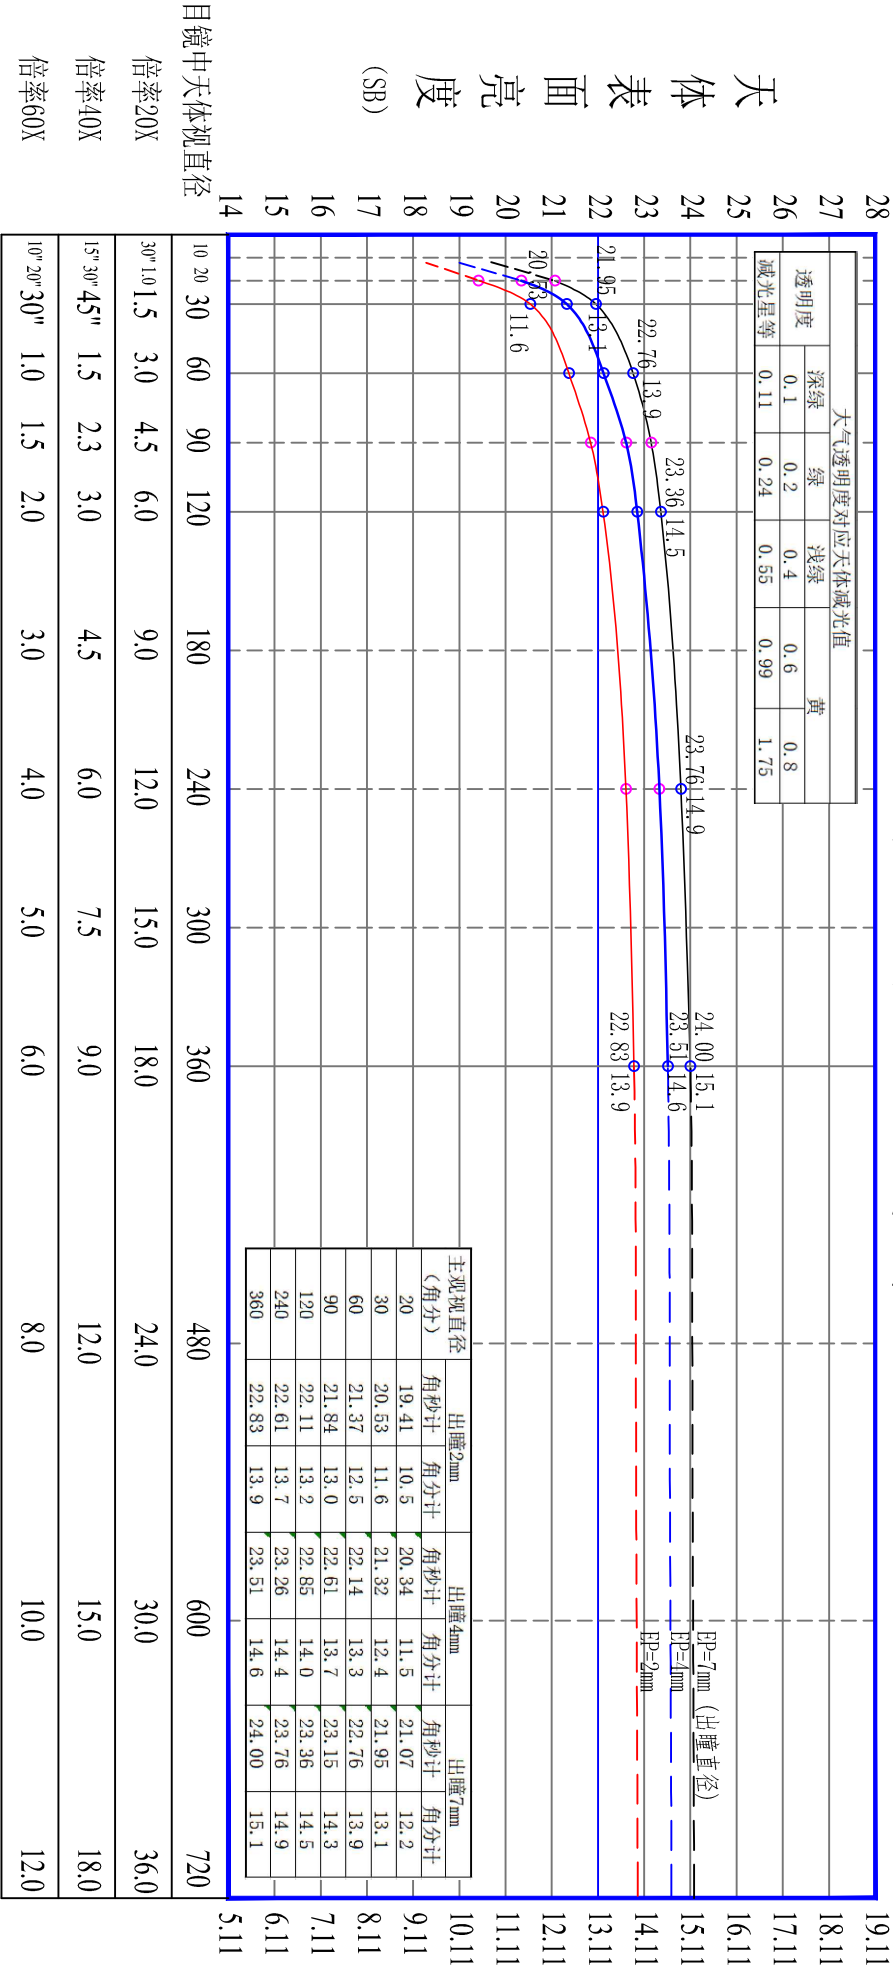 天体表面亮度
(SB)
28 27 26 25 24 23 22 21 20 19 18 17 16 15 14
19.11 18.11 17.11 16.11 15.11 14.11 13.11 12.11 11.11 10.11 9.11 8.11 7.11 6.11 5.11
大气透明度对应天体减光值
透明度 深绿 绿 浅绿 黄
0.1 0.2 0.4 0.6 0.8
减光星等 0.11 0.24 0.55 0.99 1.75
21.95 13.1
22.76 13.9
23.36 14.5
23.76 14.9
24.00 15.1
23.51 14.6
22.83 13.9
20.53 11.6
EP=7mm (出瞳直径)
EP=4mm
EP=2mm
主观视直径 出瞳2mm 出瞳4mm 出瞳7mm
(角分) 角秒计 角分计 角秒计 角分计 角秒计 角分计
20 19.41 10.5 20.34 11.5 21.07 12.2
30 20.53 11.6 21.32 12.4 21.95 13.1
60 21.37 12.5 22.14 13.3 22.76 13.9
90 21.84 13.0 22.61 13.7 23.15 14.3
120 22.11 13.2 22.85 14.0 23.36 14.5
240 22.61 13.7 23.26 14.4 23.76 14.9
360 22.83 13.9 23.51 14.6 24.00 15.1
目镜中天体视直径 10 20 30 60 90 120 180 240 300 360 480 600 720
倍率20X 30" 1.0 1.5 3.0 4.5 6.0 9.0 12.0 15.0 18.0 24.0 30.0 36.0
倍率40X 15" 30" 45" 1.5 2.3 3.0 4.5 6.0 7.5 9.0 12.0 15.0 18.0
倍率60X 10" 20" 30" 1.0 1.5 2.0 3.0 4.0 5.0 6.0 8.0 10.0 12.0